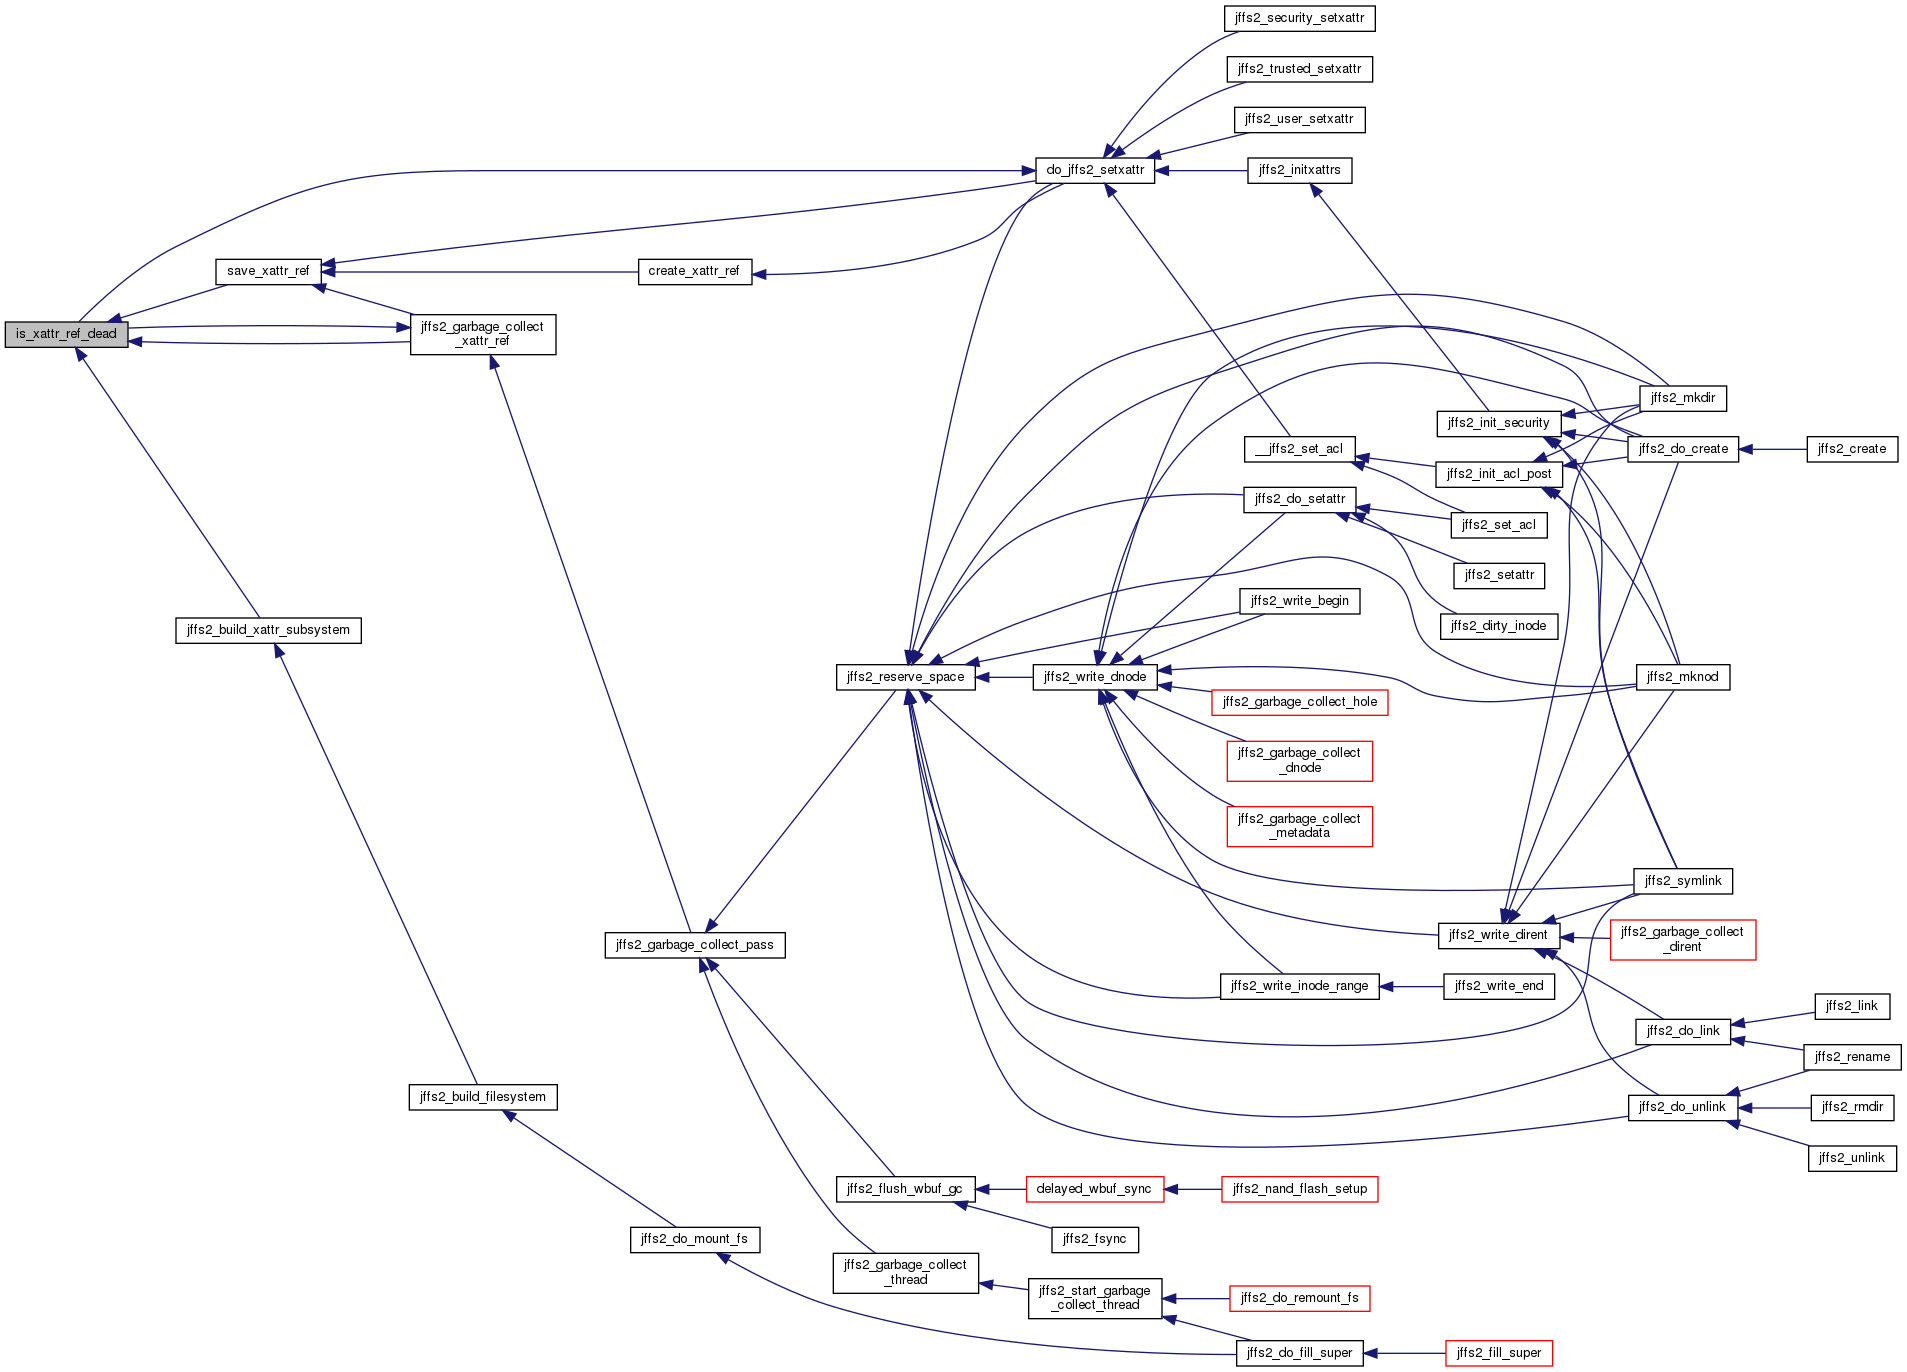 jffs2_security_setxattr
jffs2_trusted_setxattr
jffs2_user_setxattr
do_jffs2_setxattr
jffs2_initxattrs
save_xattr_ref
create_xattr_ref
is_xattr_ref_dead
jffs2_garbage_collect
_xattr_ref
jffs2_mkdir
jffs2_init_security
__jffs2_set_acl
jffs2_do_create
jffs2_create
jffs2_init_acl_post
jffs2_do_setattr
jffs2_set_acl
jffs2_setattr
jffs2_write_begin
jffs2_dirty_inode
jffs2_build_xattr_subsystem
jffs2_reserve_space
jffs2_write_dnode
jffs2_mknod
jffs2_garbage_collect_hole
jffs2_garbage_collect
_dnode
jffs2_garbage_collect
_metadata
jffs2_symlink
jffs2_garbage_collect_pass
jffs2_write_dirent
jffs2_garbage_collect
_dirent
jffs2_write_inode_range
jffs2_write_end
jffs2_link
jffs2_do_link
jffs2_rename
jffs2_build_filesystem
jffs2_do_unlink
jffs2_rmdir
jffs2_unlink
jffs2_flush_wbuf_gc
delayed_wbuf_sync
jffs2_nand_flash_setup
jffs2_do_mount_fs
jffs2_fsync
jffs2_garbage_collect
_thread
jffs2_start_garbage
_collect_thread
jffs2_do_remount_fs
jffs2_do_fill_super
jffs2_fill_super